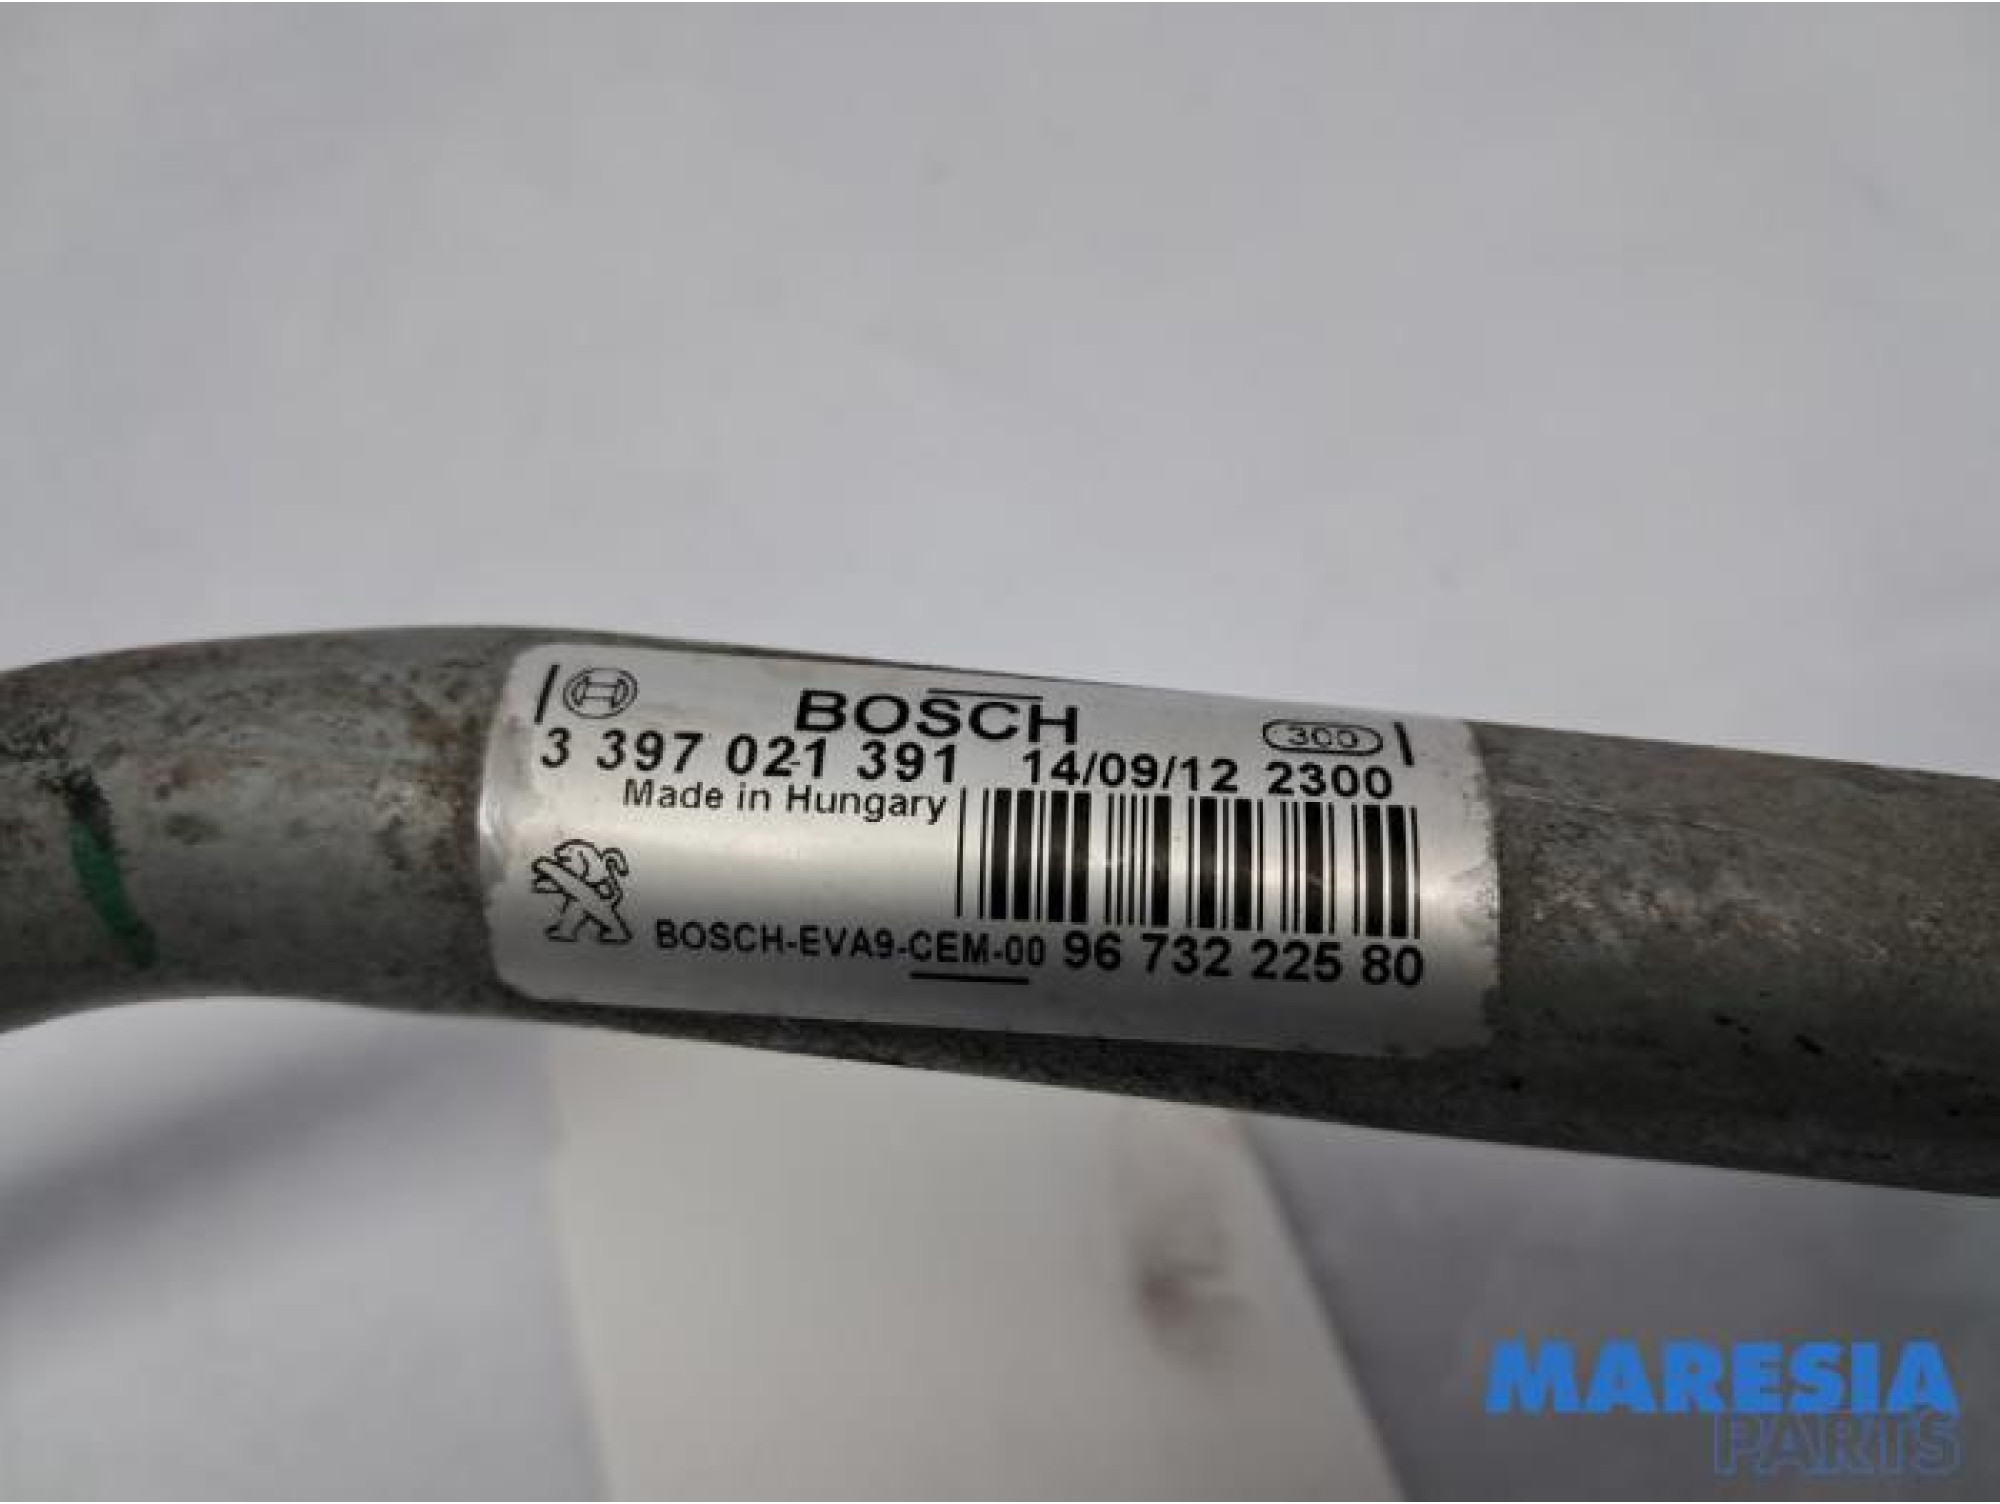 BOSCH
300
3 397 021 391 14/09/12 2300
Made in Hungary
BOSCH-EVA9-CEM-00 96 732 225 80
MARESIA
PARTS